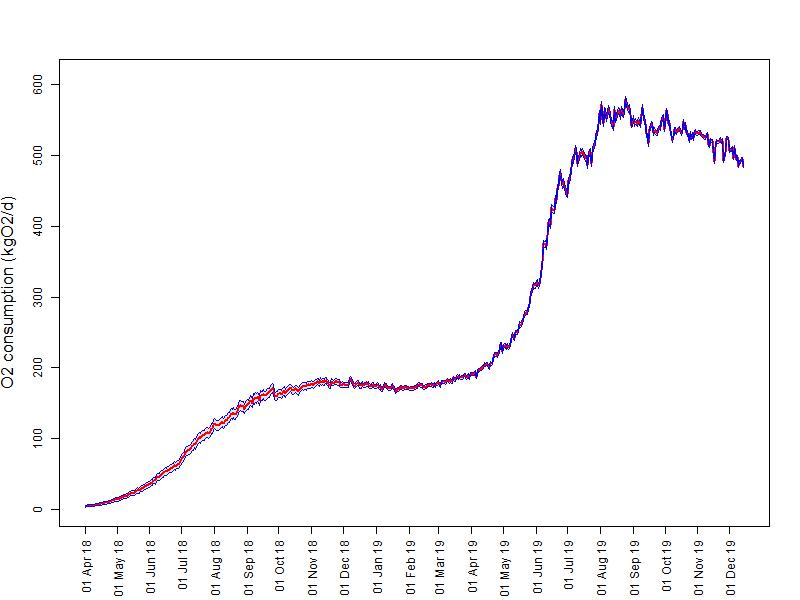 O2 consumption (kgO2/d)
600
500
400
300
200
100
0
01 Apr 18
01 May 18
01 Jun 18
01 Jul 18
01 Aug 18
01 Sep 18
01 Oct 18
01 Nov 18
01 Dec 18
01 Jan 19
01 Feb 19
01 Mar 19
01 Apr 19
01 May 19
01 Jun 19
01 Jul 19
01 Aug 19
01 Sep 19
01 Oct 19
01 Nov 19
01 Dec 19